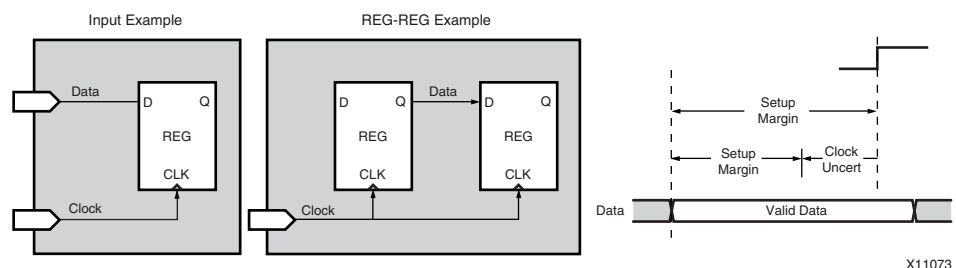 Input Example
REG-REG Example
Data
D Q
REG
CLK
Clock
D Q
REG
CLK
Data
D Q
REG
CLK
Clock
Setup
Margin
Setup
Margin
Clock
Uncert
Data
Valid Data
X11073